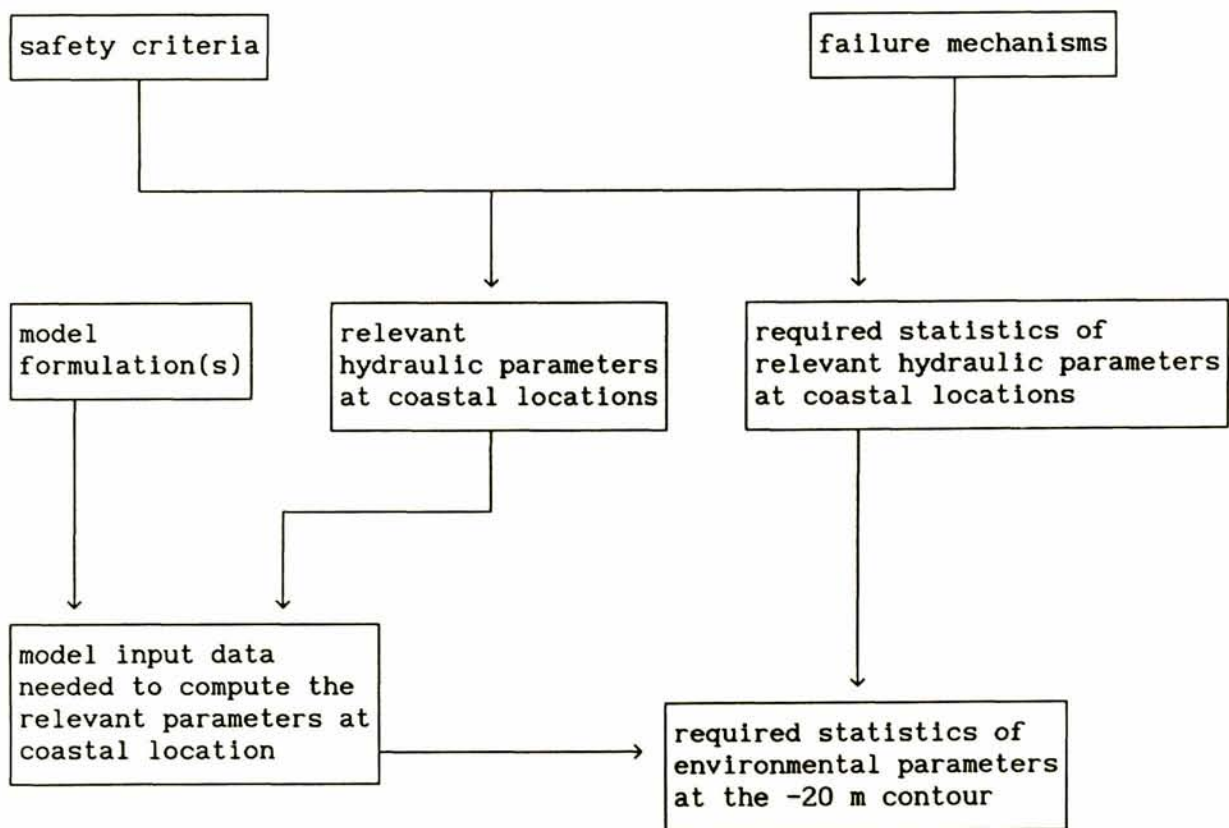 safety criteria
failure mechanisms
model
formulation(s)
relevant
hydraulic parameters
at coastal locations
required statistics of
relevant hydraulic parameters
at coastal locations
model input data
needed to compute the
relevant parameters at
coastal location
required statistics of
environmental parameters
at the -20 m contour